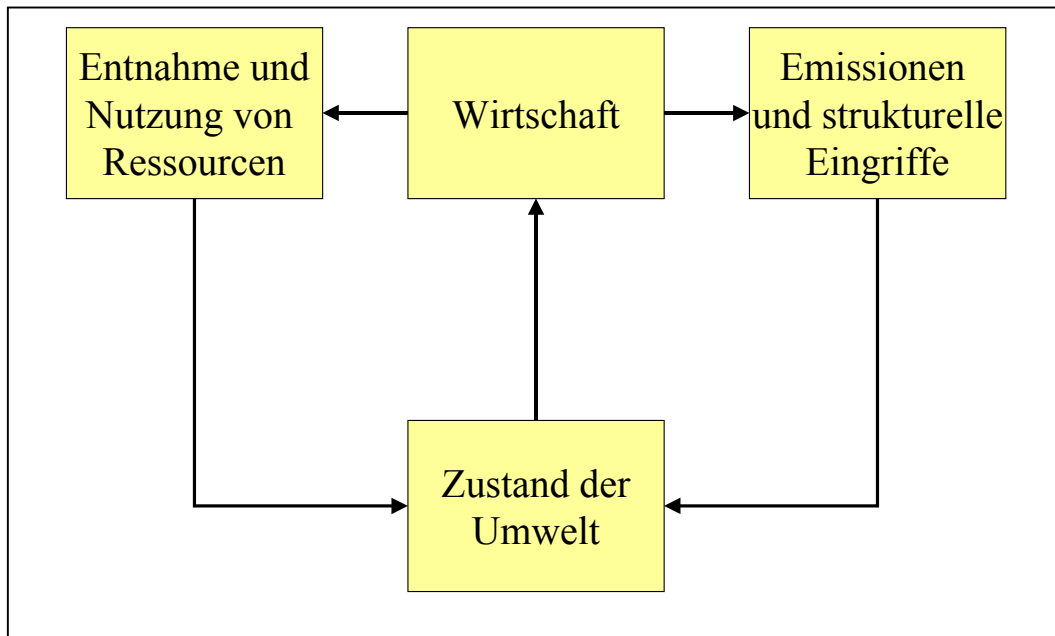 Entnahme und
Nutzung von
Ressourcen
Wirtschaft
Emissionen
und strukturelle
Eingriffe
Zustand der
Umwelt